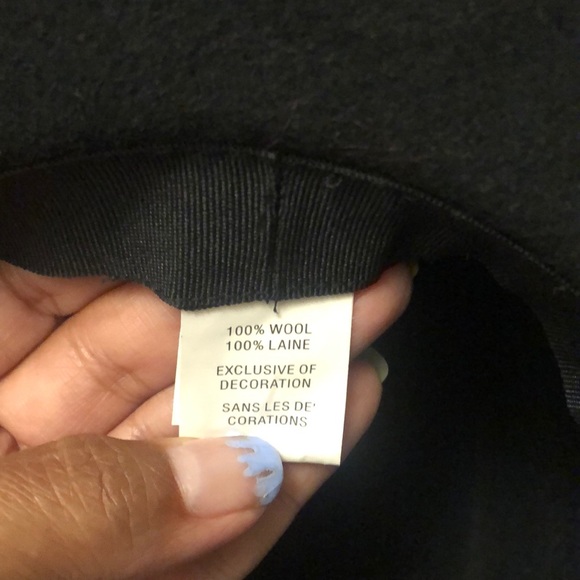 100% WOOL
100% LAINE
EXCLUSIVE OF
DECORATION
SANS LES DE'
CORATIONS